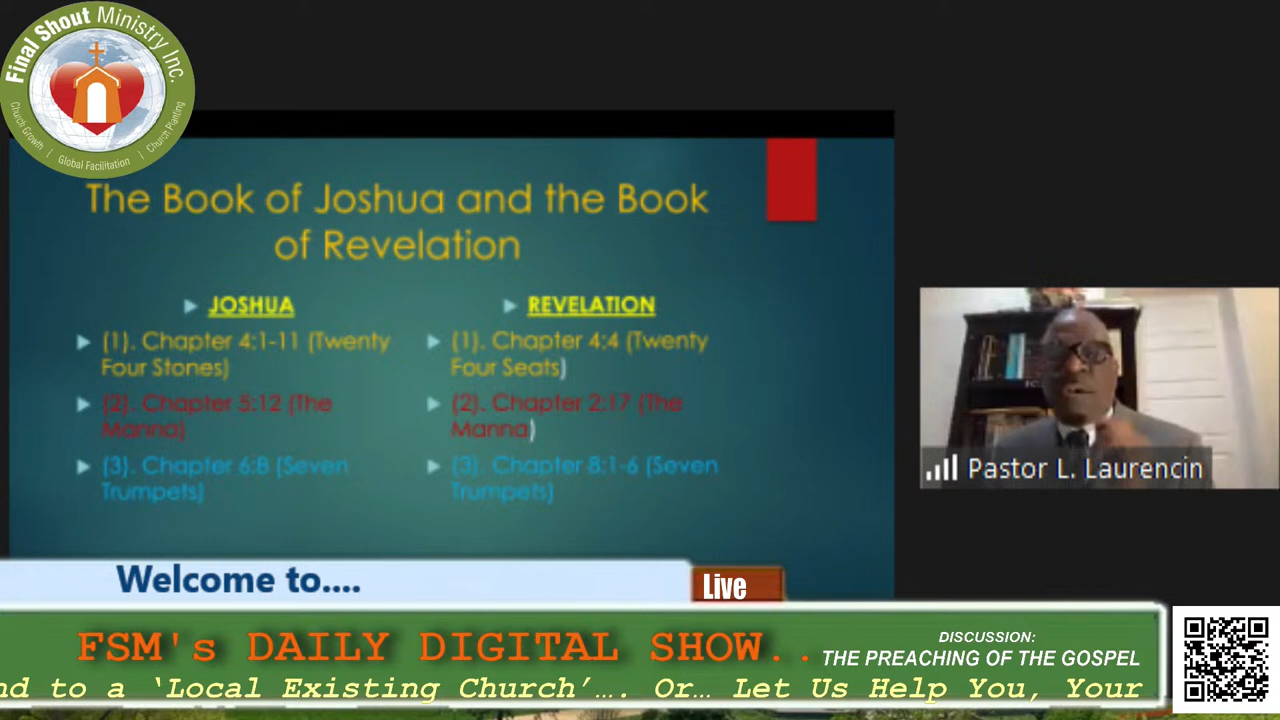 Final Shout Ministry Inc.
Church Growth | Global Facilitation | Church Planting
The Book of Joshua and the Book
of Revelation
JOSHUA
(1). Chapter 4:1-11 (Twenty
Four Stones)
(2). Chapter 5:12 (The
Manna)
(3). Chapter 6:8 (Seven
Trumpets)
REVELATION
(1). Chapter 4:4 (Twenty
Four Seats)
(2). Chapter 2:17 (The
Manna)
(3). Chapter 8:1-6 (Seven
Trumpets)
Pastor L. Laurencin
Welcome to....
Live
FSM's DAILY DIGITAL SHOW..
DISCUSSION:
THE PREACHING OF THE GOSPEL
nd to a ‘Local Existing Church’…. Or… Let Us Help You, Your